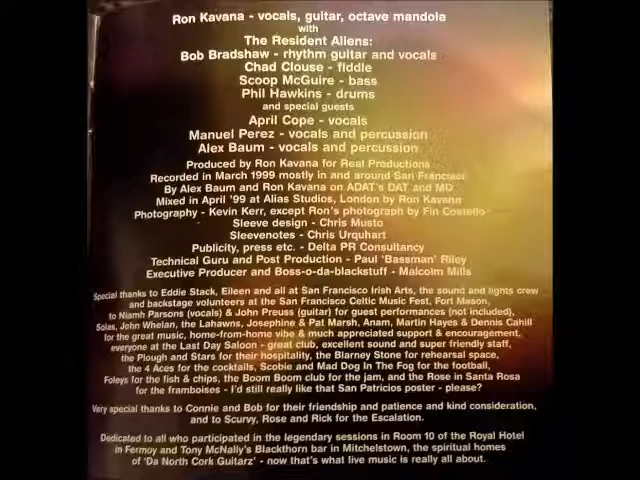 Ron Kavana - vocals, guitar, octave mandola
with
The Resident Aliens:
Bob Bradshaw - rhythm guitar and vocals
Chad Clouse - fiddle
Scoop McGuire - bass
Phil Hawkins - drums
and special guests
April Cope - vocals
Manuel Perez - vocals and percussion
Alex Baum - vocals and percussion
Produced by Ron Kavana for Real Productions
Recorded in March 1999 mostly in and around San Francisco
By Alex Baum and Ron Kavana on ADAT's DAT and MD
Mixed in April '99 at Alias Studios, London by Ron Kavana
Photography - Kevin Kerr, except Ron's photograph by Fin Costello
Sleeve design - Chris Musto
Sleevenotes - Chris Urquhart
Publicity, press etc. - Delta PR Consultancy
Technical Guru and Post Production - Paul 'Bassman' Riley
Executive Producer and Boss-o-da-blackstuff - Malcolm Mills
Special thanks to Eddie Stack, Eileen and all at San Francisco Irish Arts, the sound and lights crew
and backstage volunteers at the San Francisco Celtic Music Fest, Fort Mason,
to Niamh Parsons (vocals) & John Preuss (guitar) for guest performances (not included),
Solas, John Whelan, the Lahawns, Josephine & Pat Marsh, Anam, Martin Hayes & Dennis Cahill
for the great music, home-from-home vibe & much appreciated support & encouragement,
everyone at the Last Day Saloon - great club, excellent sound and super friendly staff,
the Plough and Stars for their hospitality, the Blarney Stone for rehearsal space,
the 4 Aces for the cocktails, Scobie and Mad Dog In The Fog for the football,
Foleys for the fish & chips, the Boom Boom club for the jam, and the Rose in Santa Rosa
for the framboises - I'd still really like that San Patricios poster - please?
Very special thanks to Connie and Bob for their friendship and patience and kind consideration,
and to Scurvy, Rose and Rick for the Escalation.
Dedicated to all who participated in the legendary sessions in Room 10 of the Royal Hotel
in Fermoy and Tony McNally's Blackthorn bar in Mitchelstown, the spiritual homes
of 'Da North Cork Guitarz' - now that's what live music is really all about.